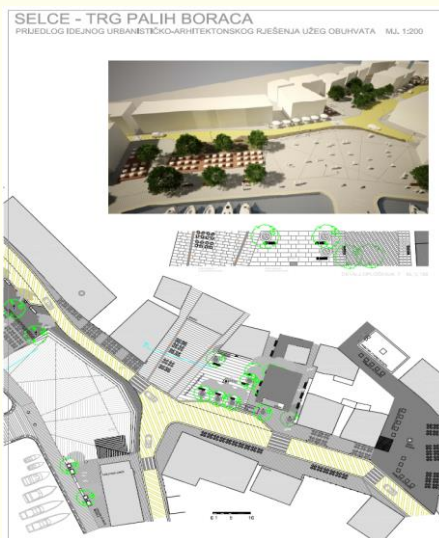 SELCE - TRG PALIH BORACA
PRIJEDLOG IDEJNOG URBANISTIČKO-ARHITEKTONSKOG RJEŠENJA UŽEG OBUHVATA MJ. 1:200